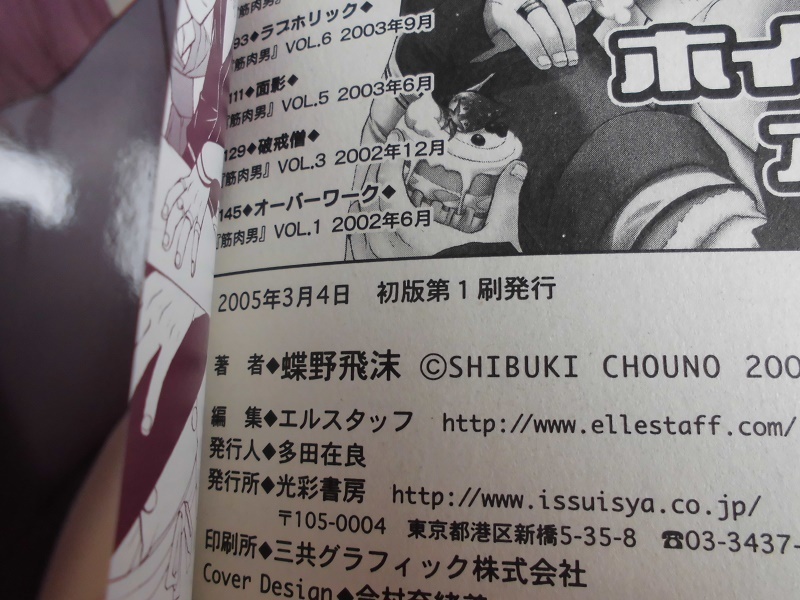 筋肉男』
93◆ラブホリック◆
『筋肉男』VOL.6 2003年9月
111◆面影◆
『筋肉男』VOL.5 2003年6月
129◆破戒僧◆
『筋肉男』VOL.3 2002年12月
145◆オーバーワーク◆
『筋肉男』VOL.1 2002年6月
ホイ
2005年3月4日 初版第1刷発行
著 者◆蝶野飛沫 ©SHIBUKI CHOUNO 200
編 集◆エルスタッフ http://www.ellestaff.com/
発行人◆多田在良
発行所◆光彩書房 http://www.issuisya.co.jp/
〒105-0004 東京都港区新橋5-35-8 ☎03-3437-
印刷所◆三共グラフィック株式会社
Cover Design◆